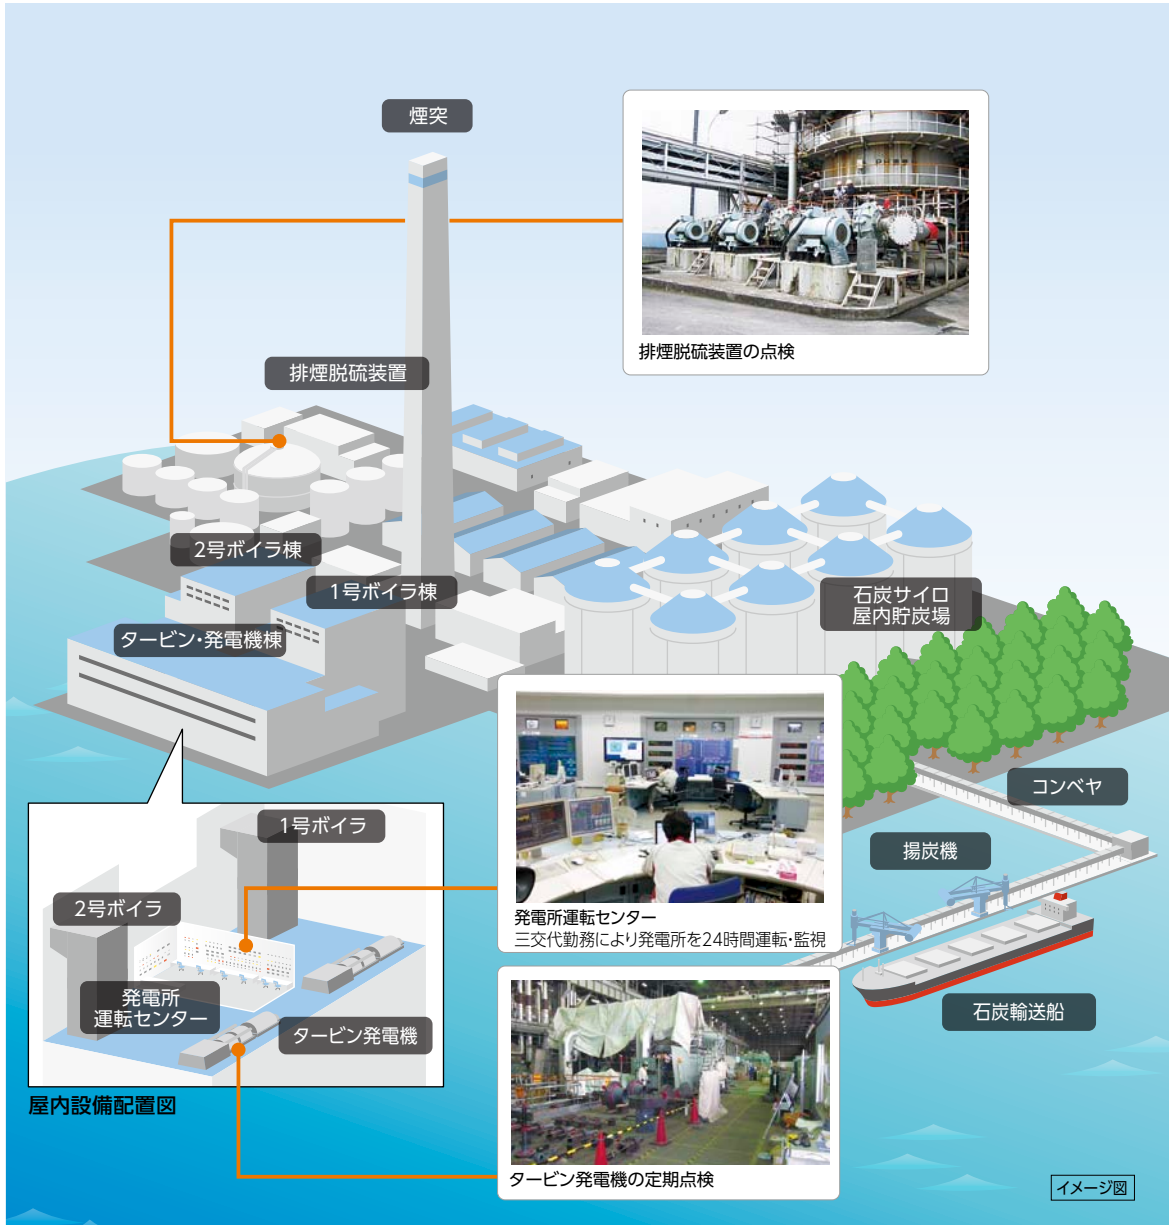 煙突
排煙脱硫装置の点検
排煙脱硫装置
2号ボイラ棟
1号ボイラ棟
石炭サイロ
屋内貯炭場
タービン・発電機棟
コンベヤ
1号ボイラ
揚炭機
2号ボイラ
発電所運転センター
三交代勤務により発電所を24時間運転・監視
発電所
運転センター
石炭輸送船
タービン発電機
屋内設備配置図
タービン発電機の定期点検
イメージ図